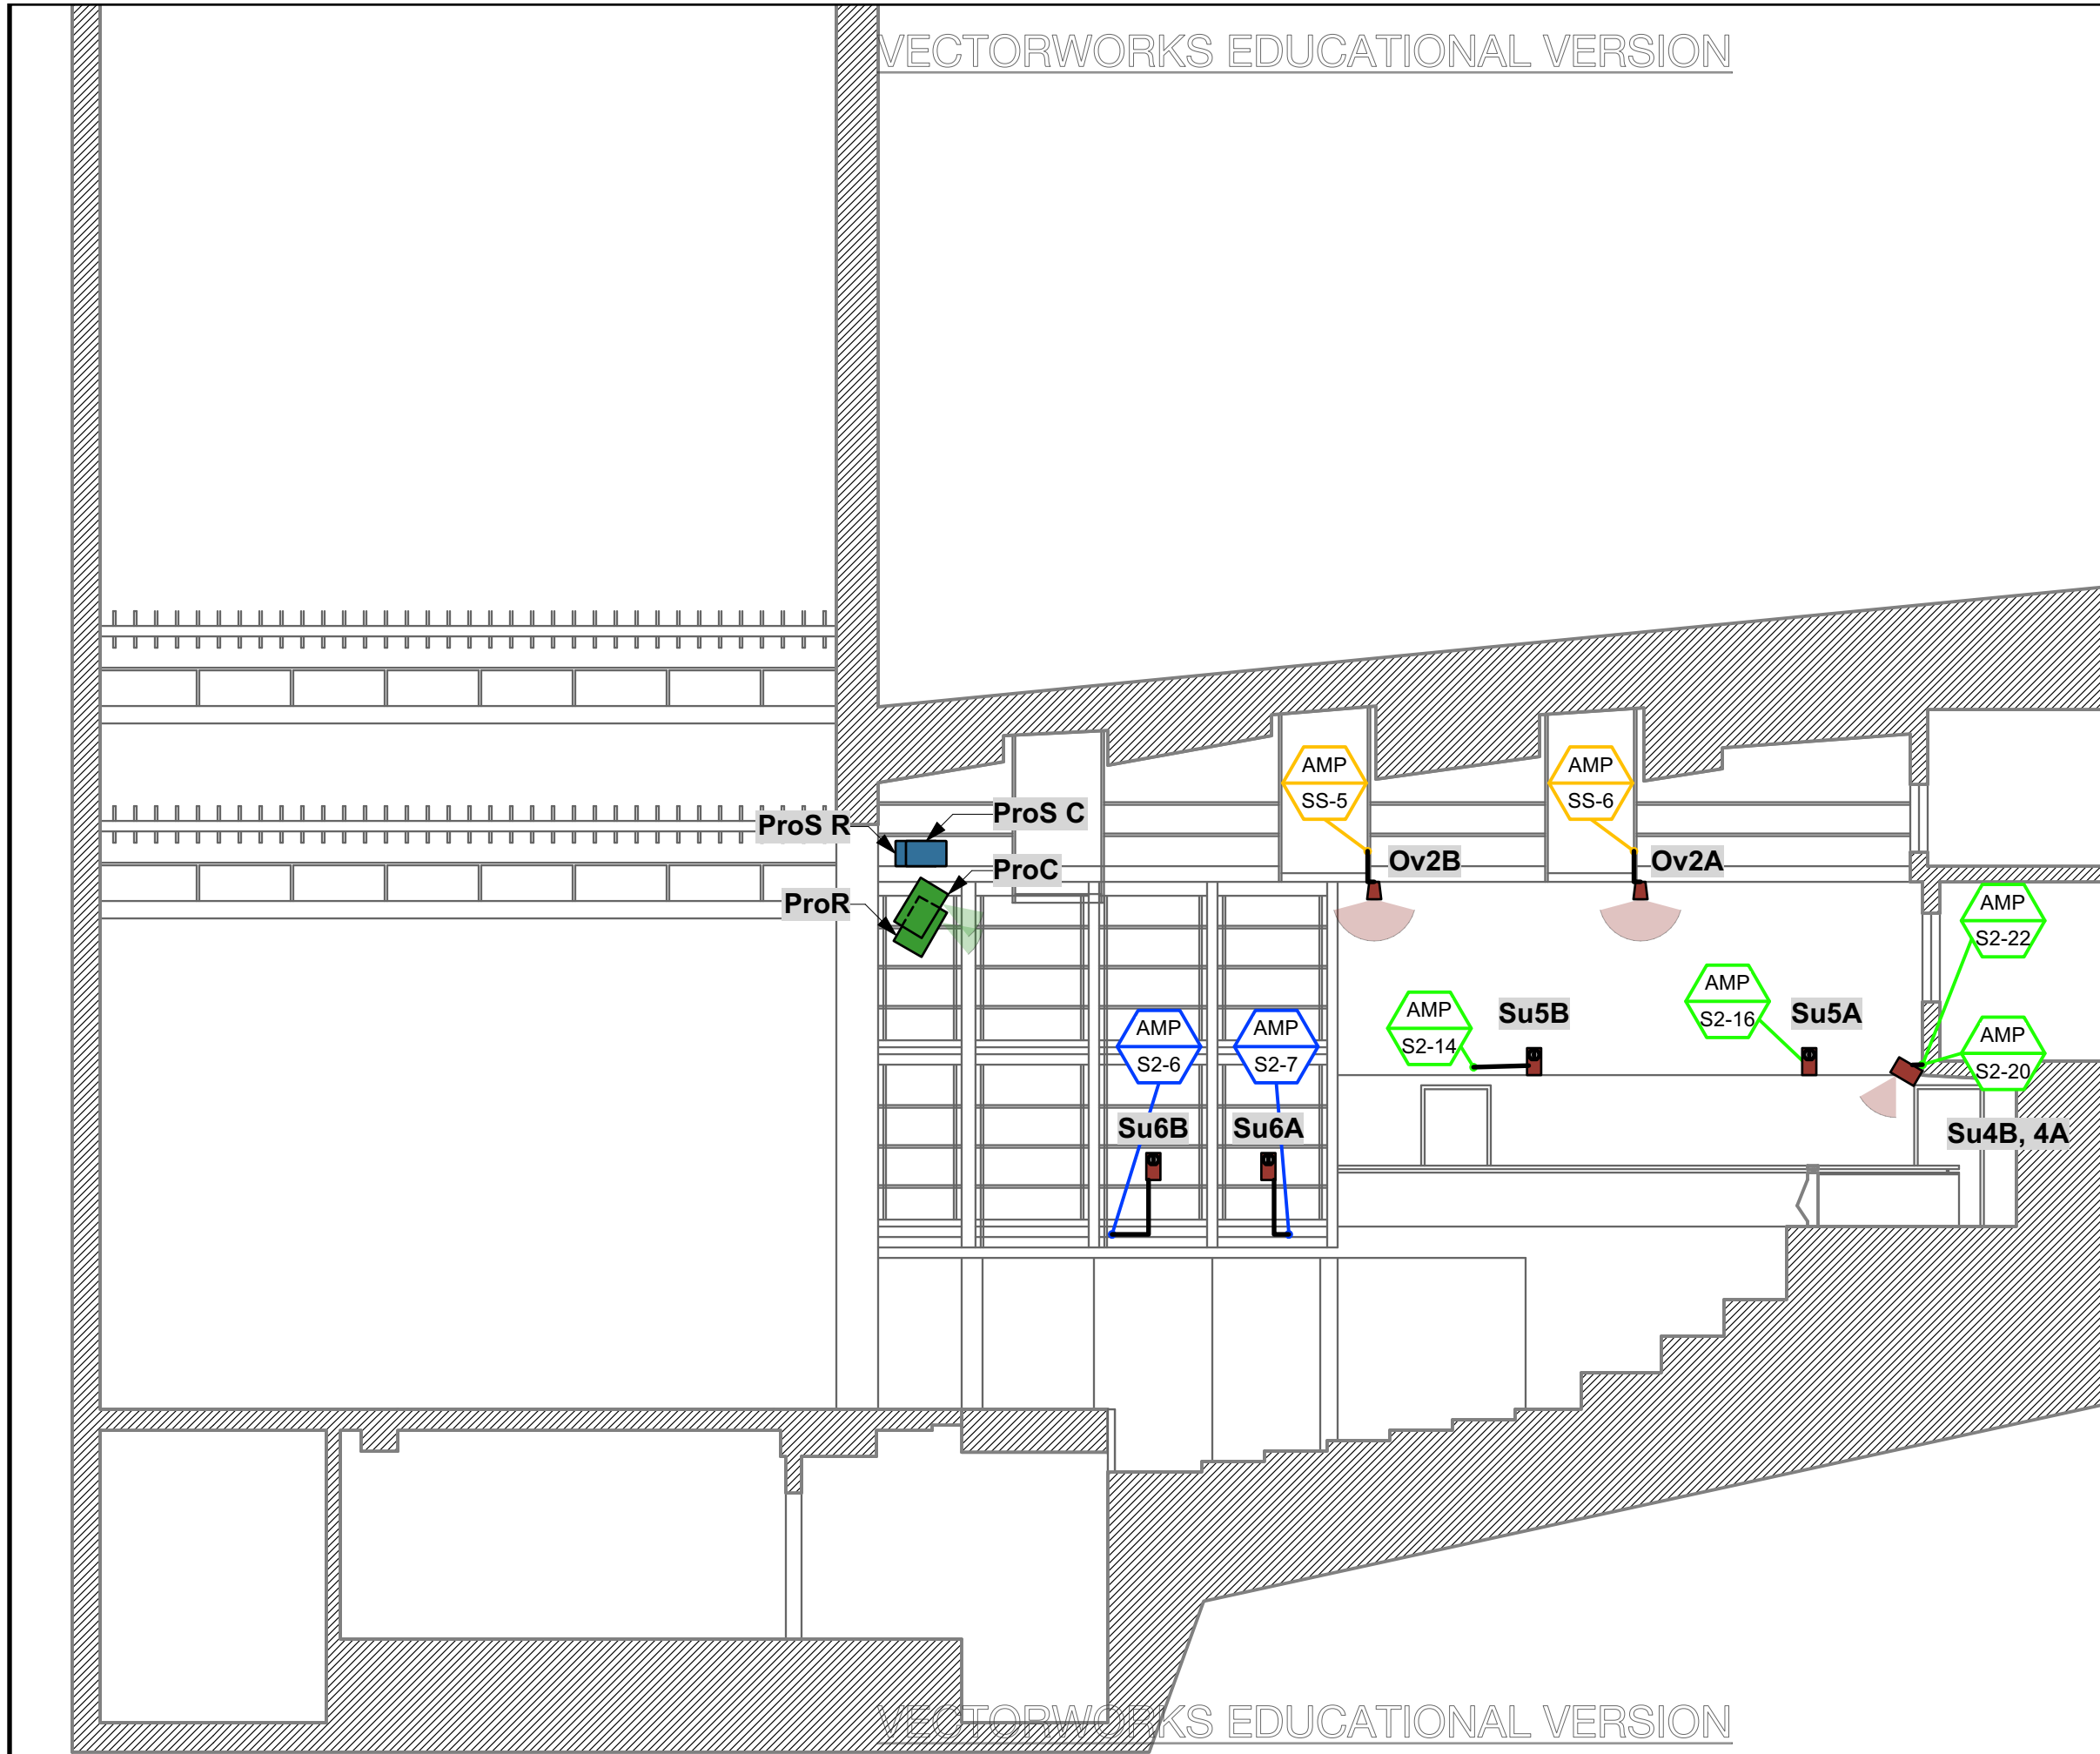 VECTORWORKS EDUCATIONAL VERSION
AMP
SS-5
AMP
SS-6
ProS R
ProS C
Ov2B
Ov2A
ProC
ProR
AMP
S2-22
AMP
S2-14
Su5B
AMP
S2-16
Su5A
AMP
S2-6
AMP
S2-7
AMP
S2-20
Su6B
Su6A
Su4B, 4A
VECTORWORKS EDUCATIONAL VERSION